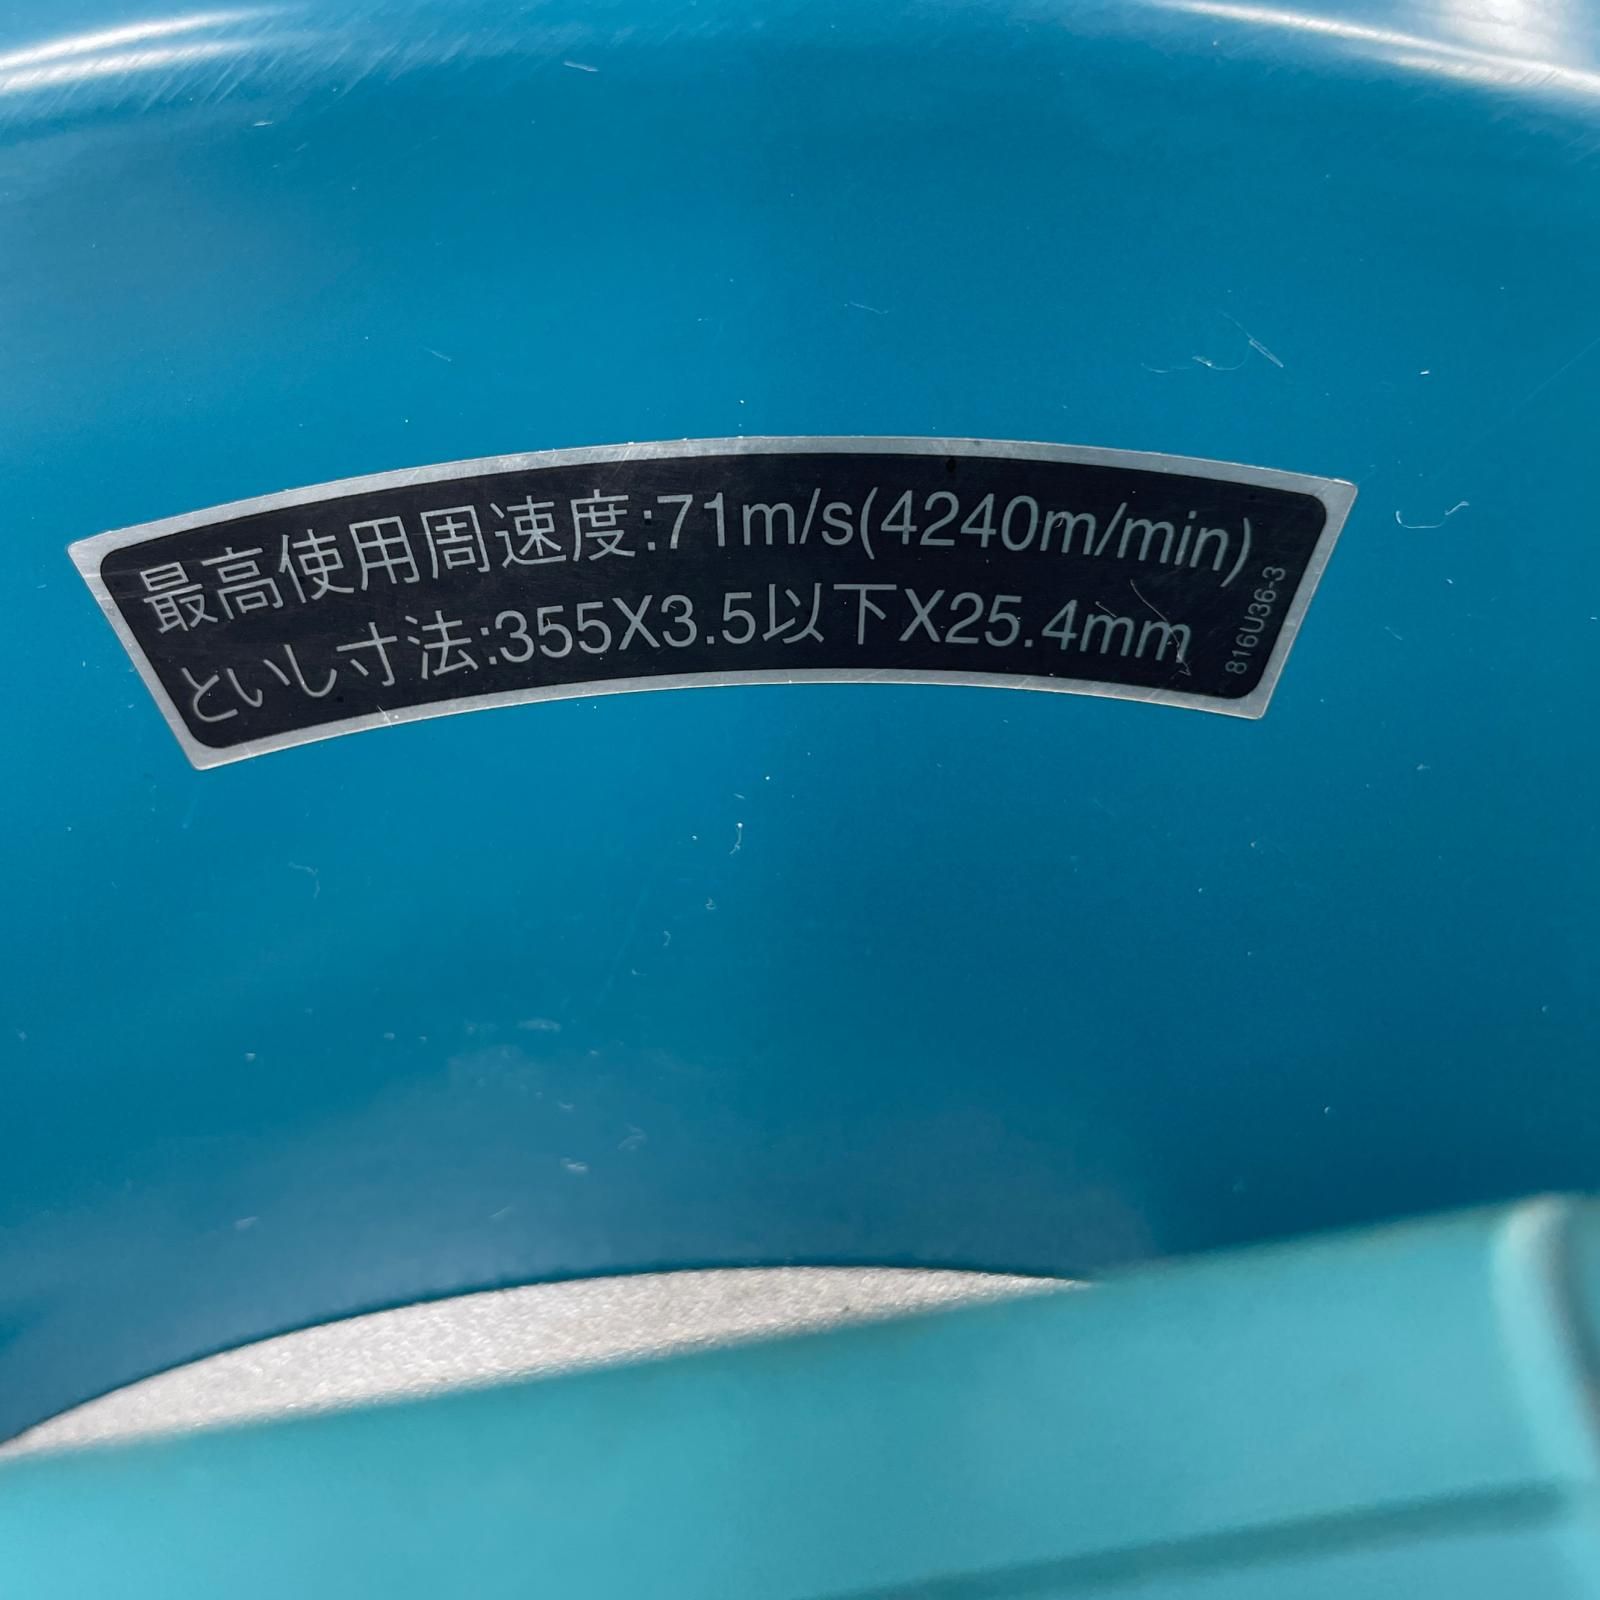 最高使用周速度:71m/s(4240m/min)
といし寸法:355X3.5以下X25.4mm
816U36-3